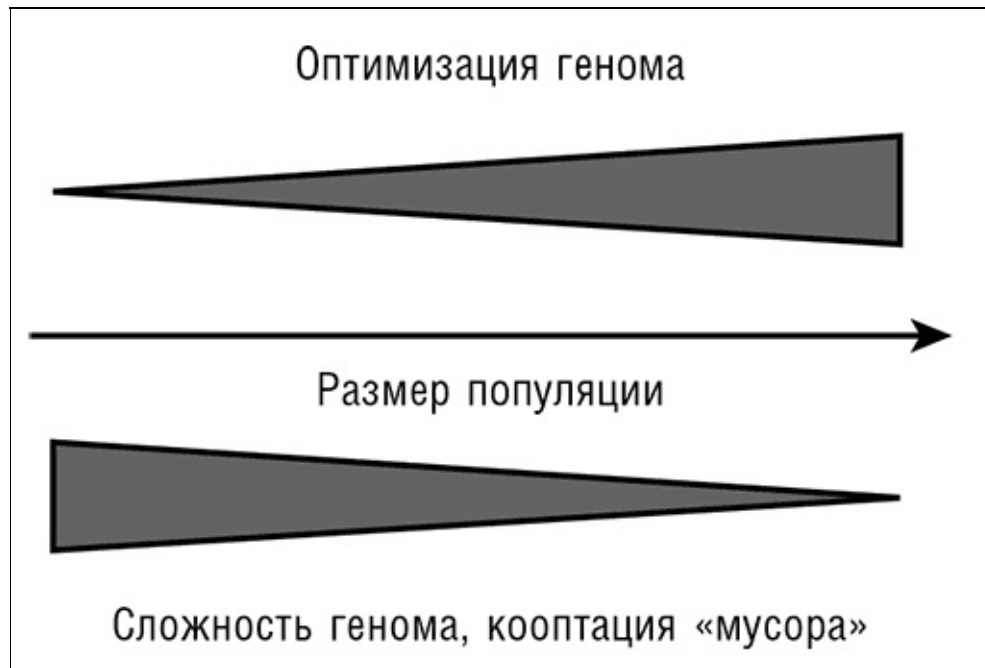 Оптимизация генома
Размер популяции
Сложность генома, кооптация «мусора»